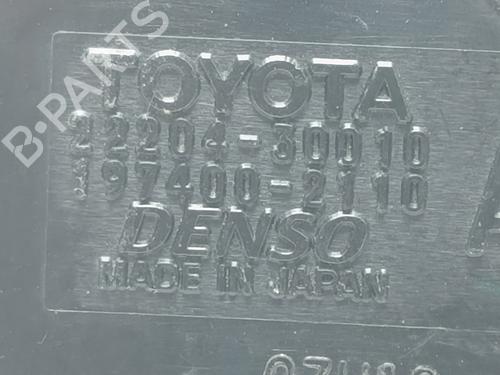 B-PARTS
TOYOTA
22204-30010
197400-2110
DENSO
MADE IN JAPAN